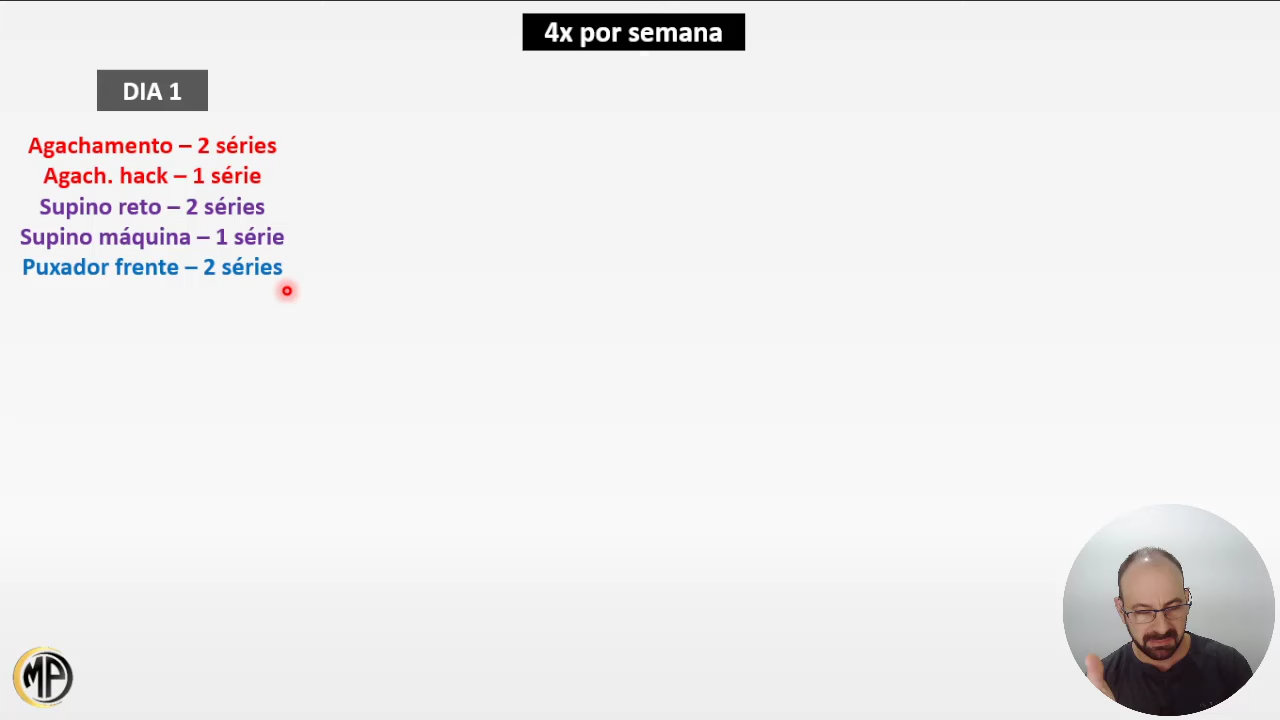 4x por semana
DIA 1
Agachamento – 2 séries
Agach. hack – 1 série
Supino reto – 2 séries
Supino máquina – 1 série
Puxador frente – 2 séries
MP